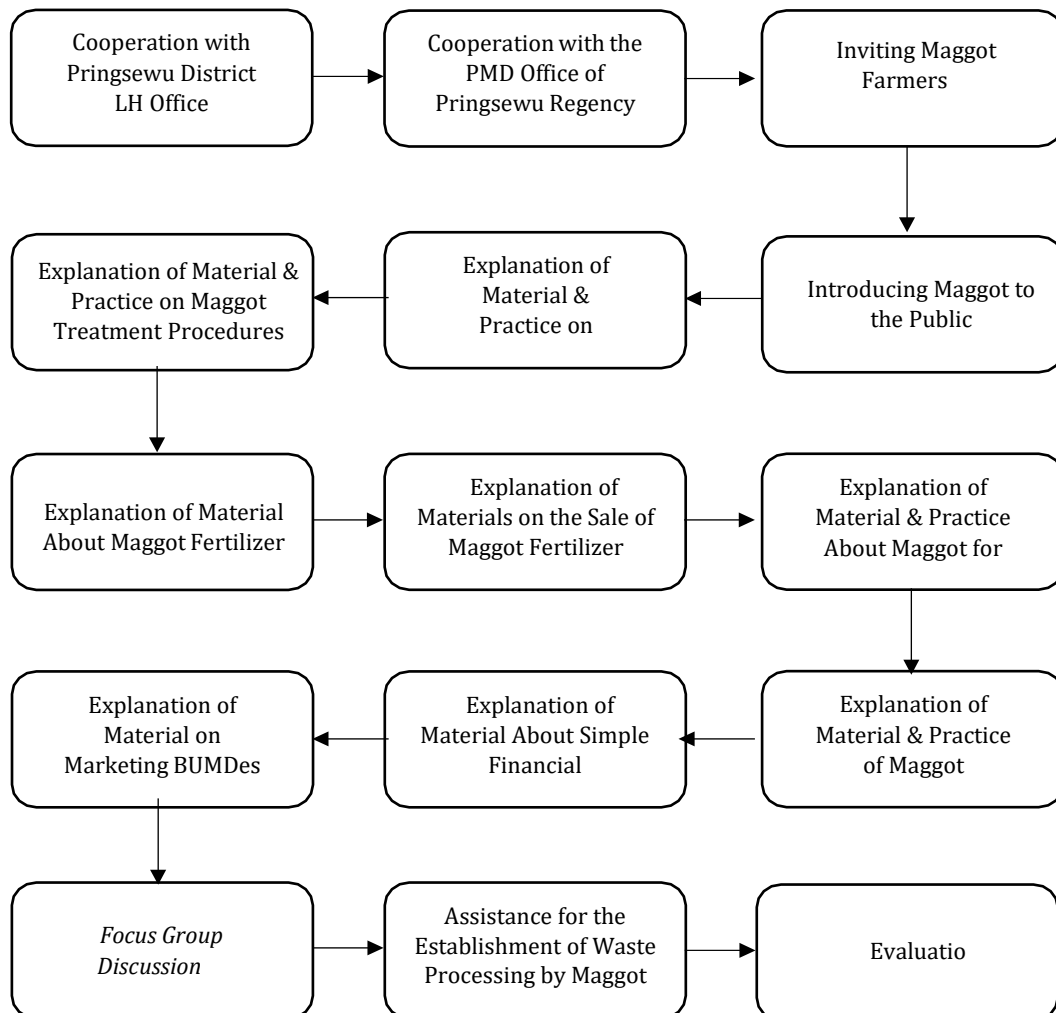 Cooperation with
Pringsewu District
LH Office
Cooperation with the
PMD Office of
Pringsewu Regency
Inviting Maggot
Farmers
Introducing Maggot to
the Public
Explanation of
Material &
Practice on
Explanation of Material &
Practice on Maggot
Treatment Procedures
Explanation of Material
About Maggot Fertilizer
Explanation of
Materials on the Sale of
Maggot Fertilizer
Explanation of
Material & Practice
About Maggot for
Explanation of
Material & Practice
of Maggot
Explanation of
Material About Simple
Financial
Explanation of
Material on
Marketing BUMDes
Focus Group
Discussion
Assistance for the
Establishment of Waste
Processing by Maggot
Evaluatio